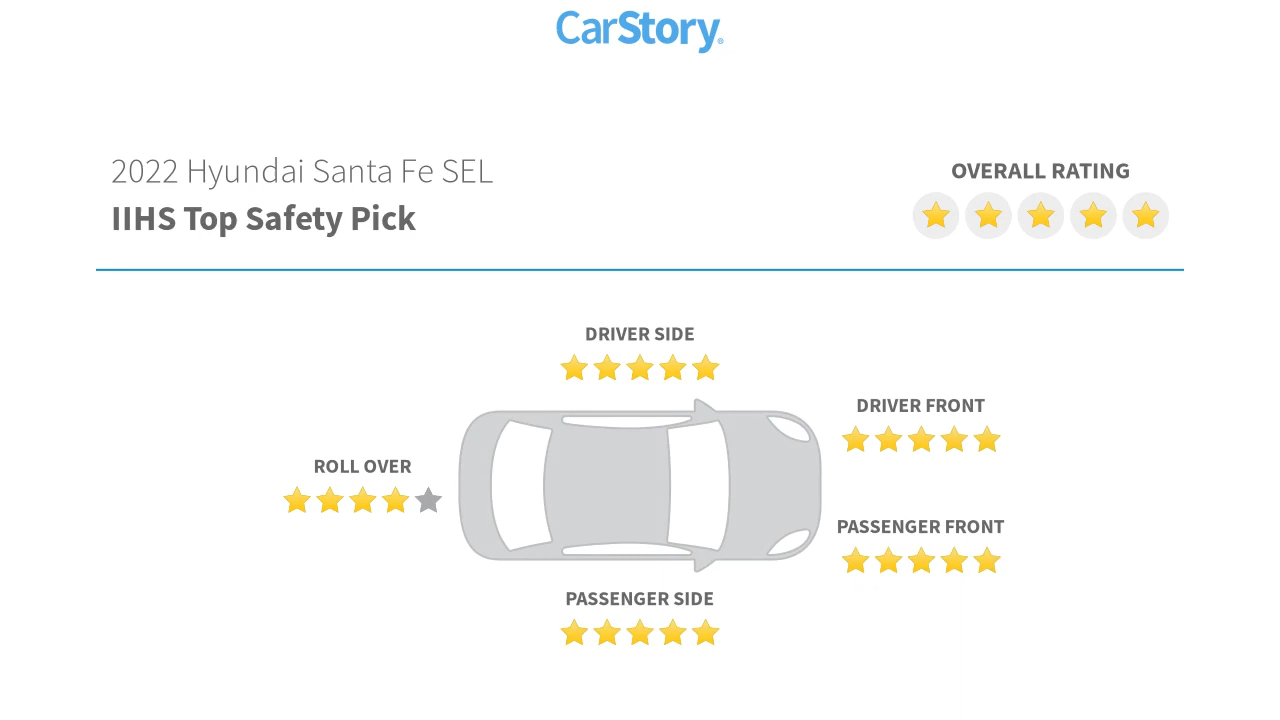 CarStory®
2022 Hyundai Santa Fe SEL
IIHS Top Safety Pick
OVERALL RATING
DRIVER SIDE
DRIVER FRONT
ROLL OVER
PASSENGER FRONT
PASSENGER SIDE